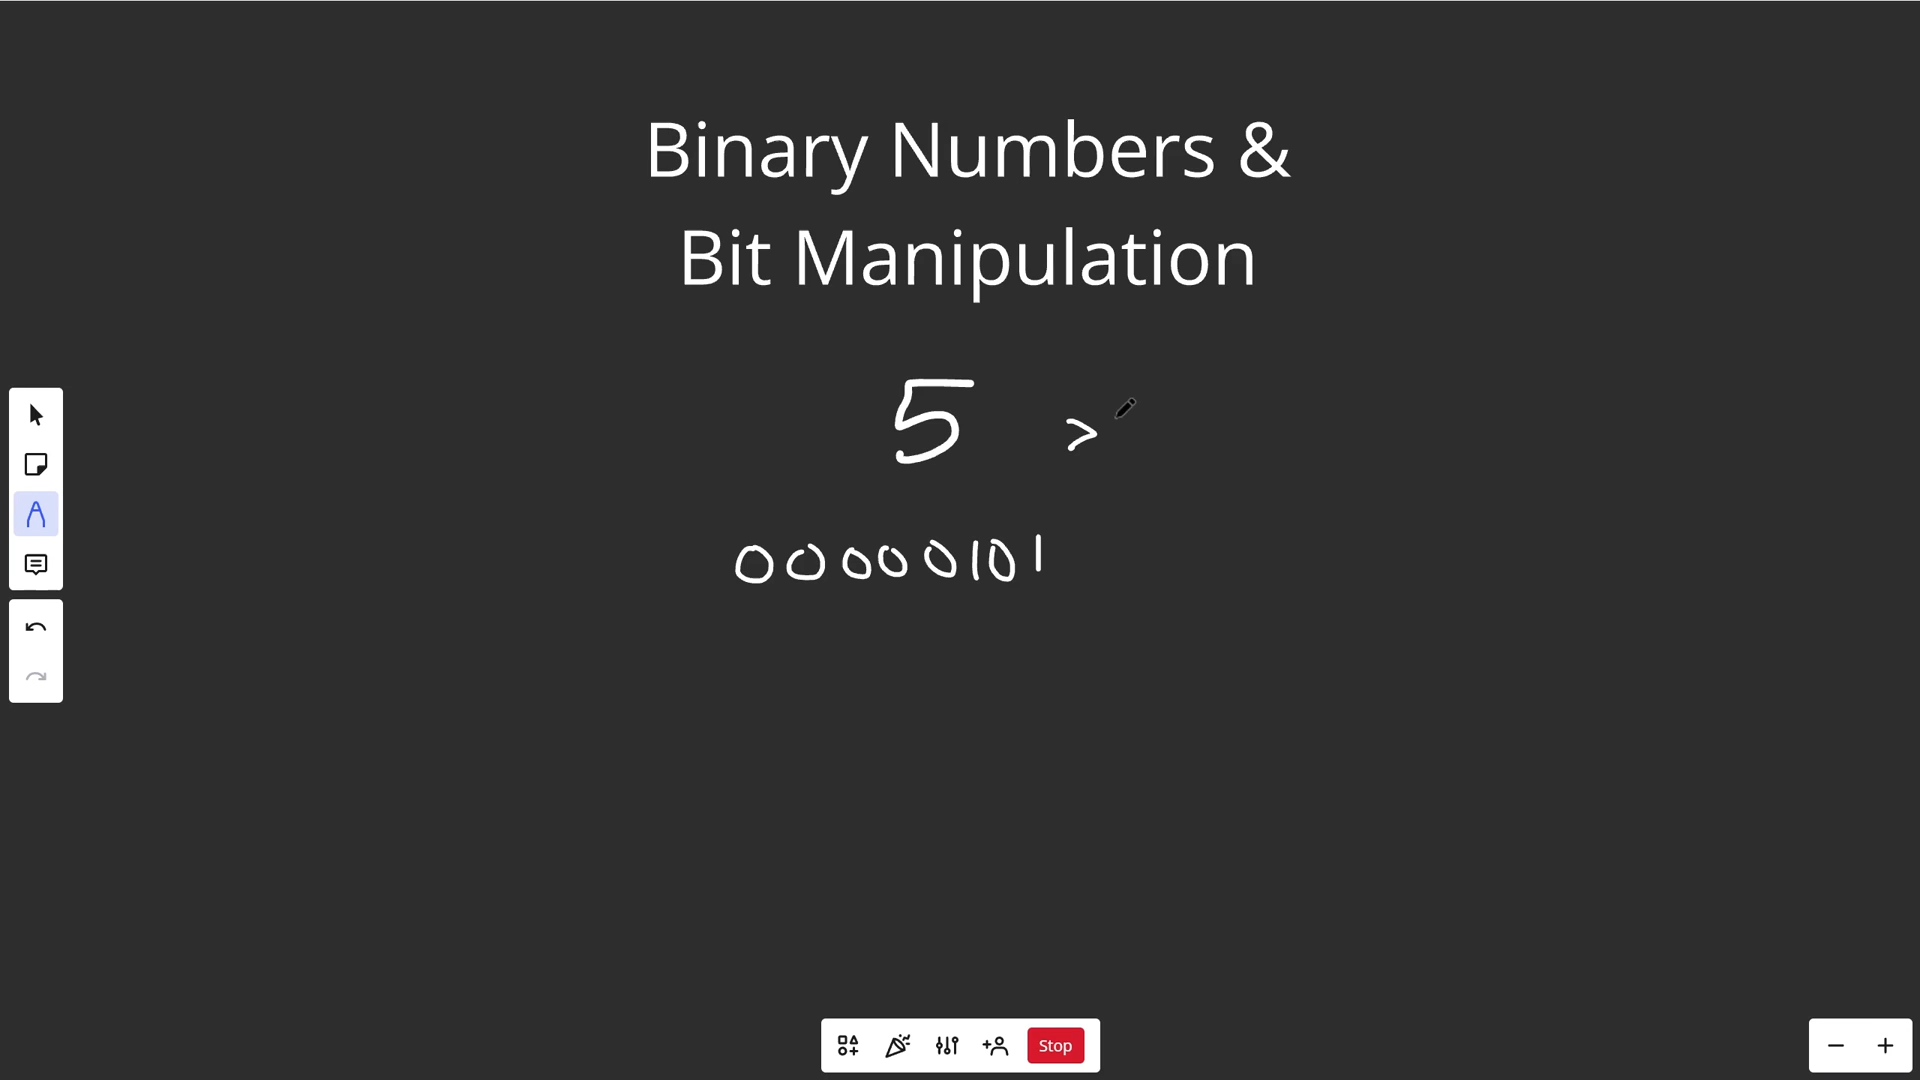 Binary Numbers &
Bit Manipulation
5 >
00000101
Stop